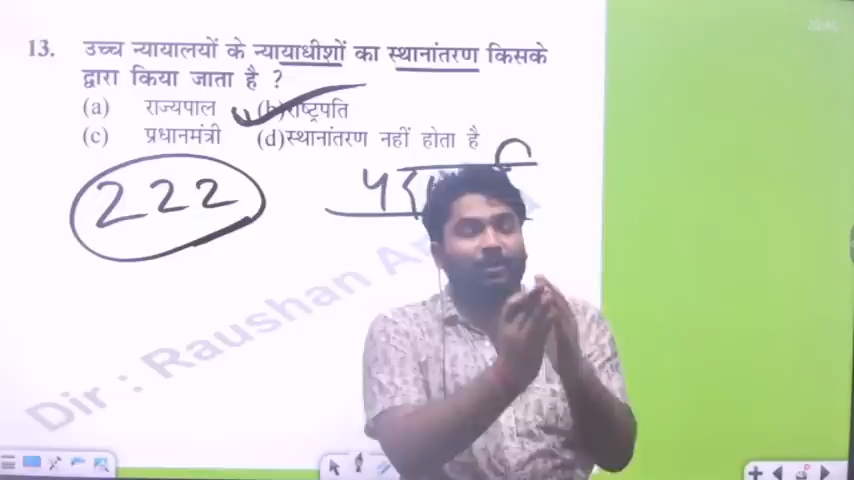 13. उच्च न्यायालयों के न्यायाधीशों का स्थानांतरण किसके
द्वारा किया जाता है ?
(a) राज्यपाल (b) राष्ट्रपति
(c) प्रधानमंत्री (d) स्थानांतरण नहीं होता है
222
Dir : Raushan